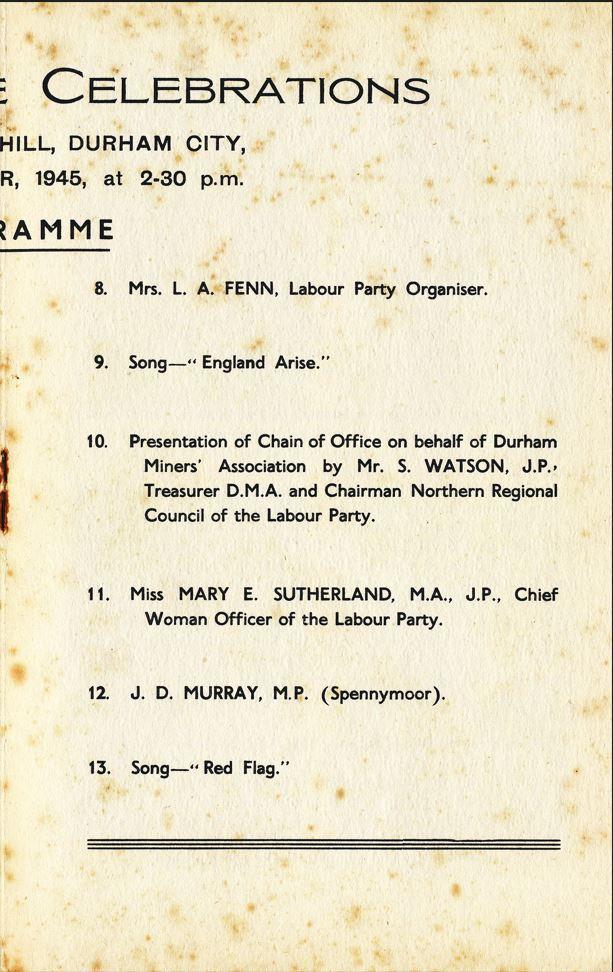 E CELEBRATIONS
HILL, DURHAM CITY,
R, 1945, at 2-30 p.m.
RAMME
8. Mrs. L. A. FENN, Labour Party Organiser.
9. Song—“ England Arise.”
10. Presentation of Chain of Office on behalf of Durham
Miners’ Association by Mr. S. WATSON, J.P.,
Treasurer D.M.A. and Chairman Northern Regional
Council of the Labour Party.
11. Miss MARY E. SUTHERLAND, M.A., J.P., Chief
Woman Officer of the Labour Party.
12. J. D. MURRAY, M.P. (Spennymoor).
13. Song—“ Red Flag.”